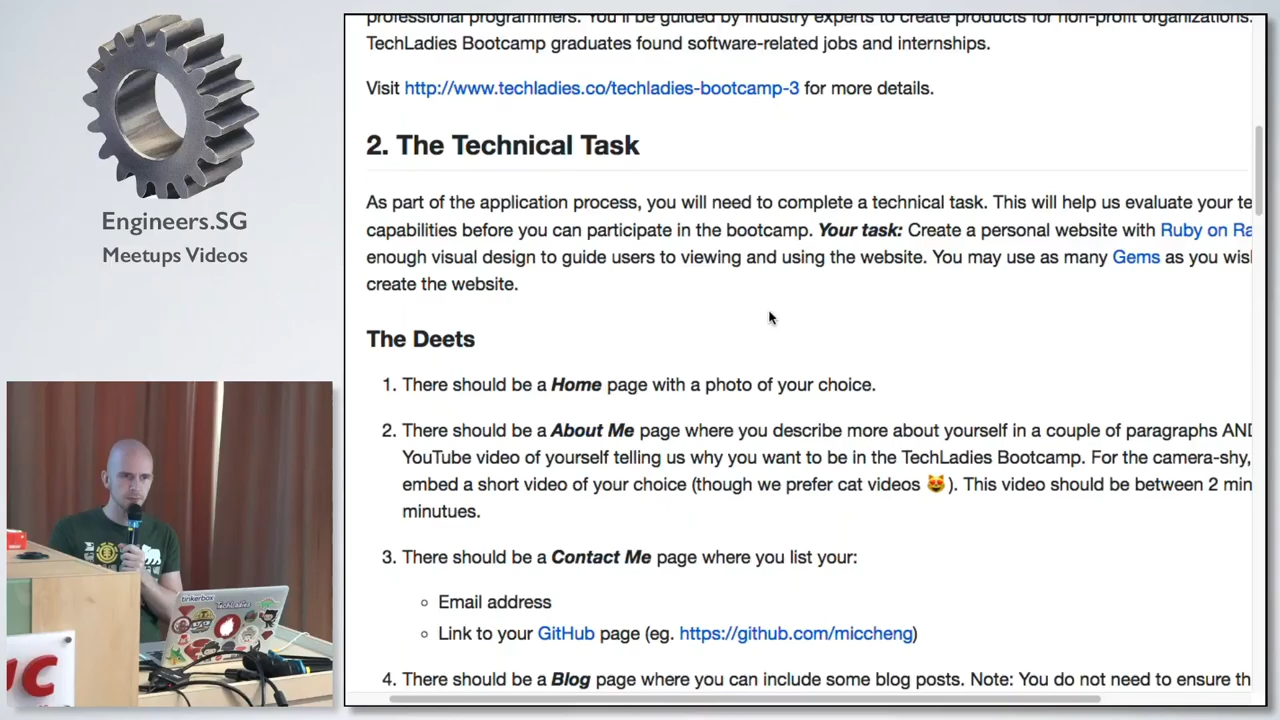 Engineers.SG
Meetups Videos
professional programmers. You'll be guided by industry experts to create products for non-profit organizations.
TechLadies Bootcamp graduates found software-related jobs and internships.
Visit http://www.techladies.co/techladies-bootcamp-3 for more details.
2. The Technical Task
As part of the application process, you will need to complete a technical task. This will help us evaluate your te
capabilities before you can participate in the bootcamp. Your task: Create a personal website with Ruby on Ra
enough visual design to guide users to viewing and using the website. You may use as many Gems as you wis
create the website.
The Deets
1. There should be a Home page with a photo of your choice.
2. There should be a About Me page where you describe more about yourself in a couple of paragraphs AND
YouTube video of yourself telling us why you want to be in the TechLadies Bootcamp. For the camera-shy,
embed a short video of your choice (though we prefer cat videos 😻). This video should be between 2 min
minutues.
3. There should be a Contact Me page where you list your:
Email address
Link to your GitHub page (eg. https://github.com/miccheng)
4. There should be a Blog page where you can include some blog posts. Note: You do not need to ensure th
tinkerbox
TechLadies